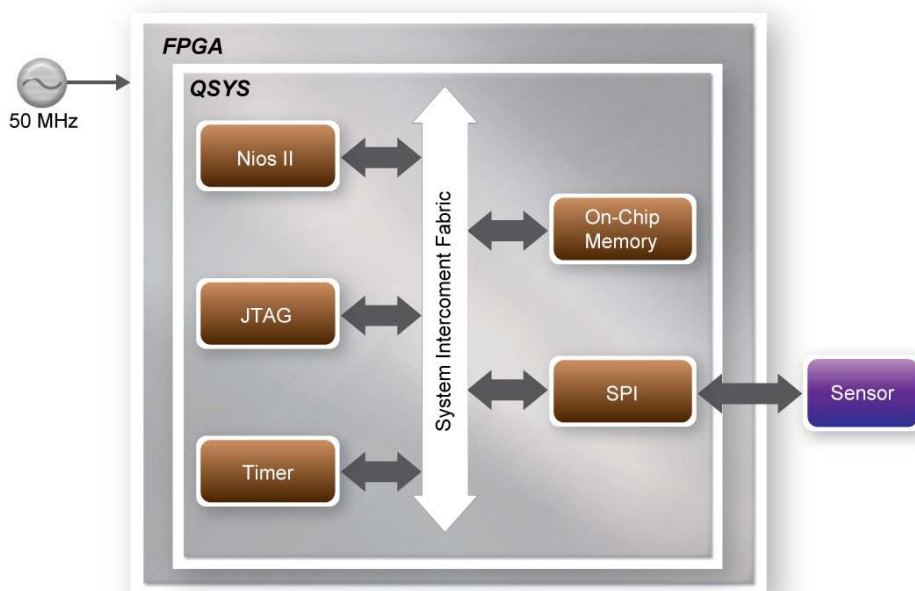 FPGA
QSYS
50 MHz
Nios II
JTAG
Timer
System Intercoment Fabric
On-Chip
Memory
SPI
Sensor